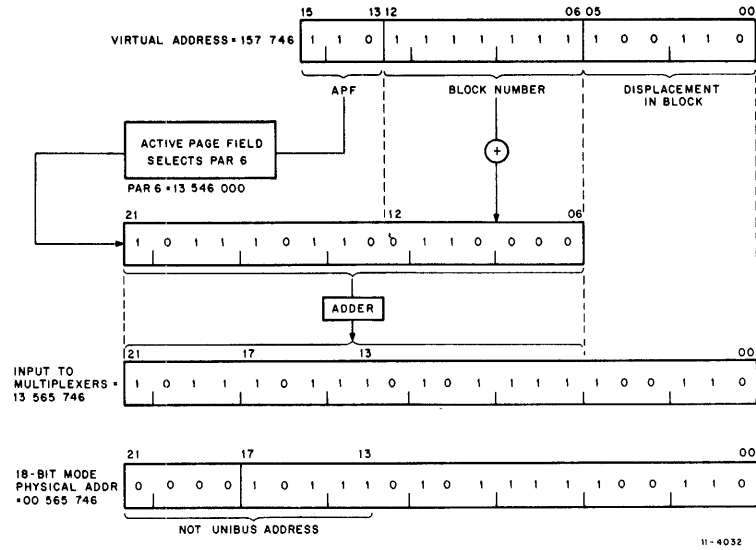 15 13 12 06 05 00
VIRTUAL ADDRESS = 157 746 1 1 0 1 1 1 1 1 1 1 1 0 0 1 1 0
APF BLOCK NUMBER DISPLACEMENT IN BLOCK
ACTIVE PAGE FIELD
SELECTS PAR 6
+
PAR 6 = 13 546 000
21 12 06
1 0 1 1 1 0 1 1 0 0 1 1 0 0 0 0
ADDER
21 17 13 00
INPUT TO
MULTIPLEXERS =
13 565 746
1 0 1 1 1 0 1 1 1 0 1 0 1 1 1 1 1 0 0 1 1 0
21 17 13 00
18-BIT MODE
PHYSICAL ADDR
=00 565 746
0 0 0 0 1 0 1 1 1 0 1 0 1 1 1 1 1 0 0 1 1 0
NOT UNIBUS ADDRESS
11-4032